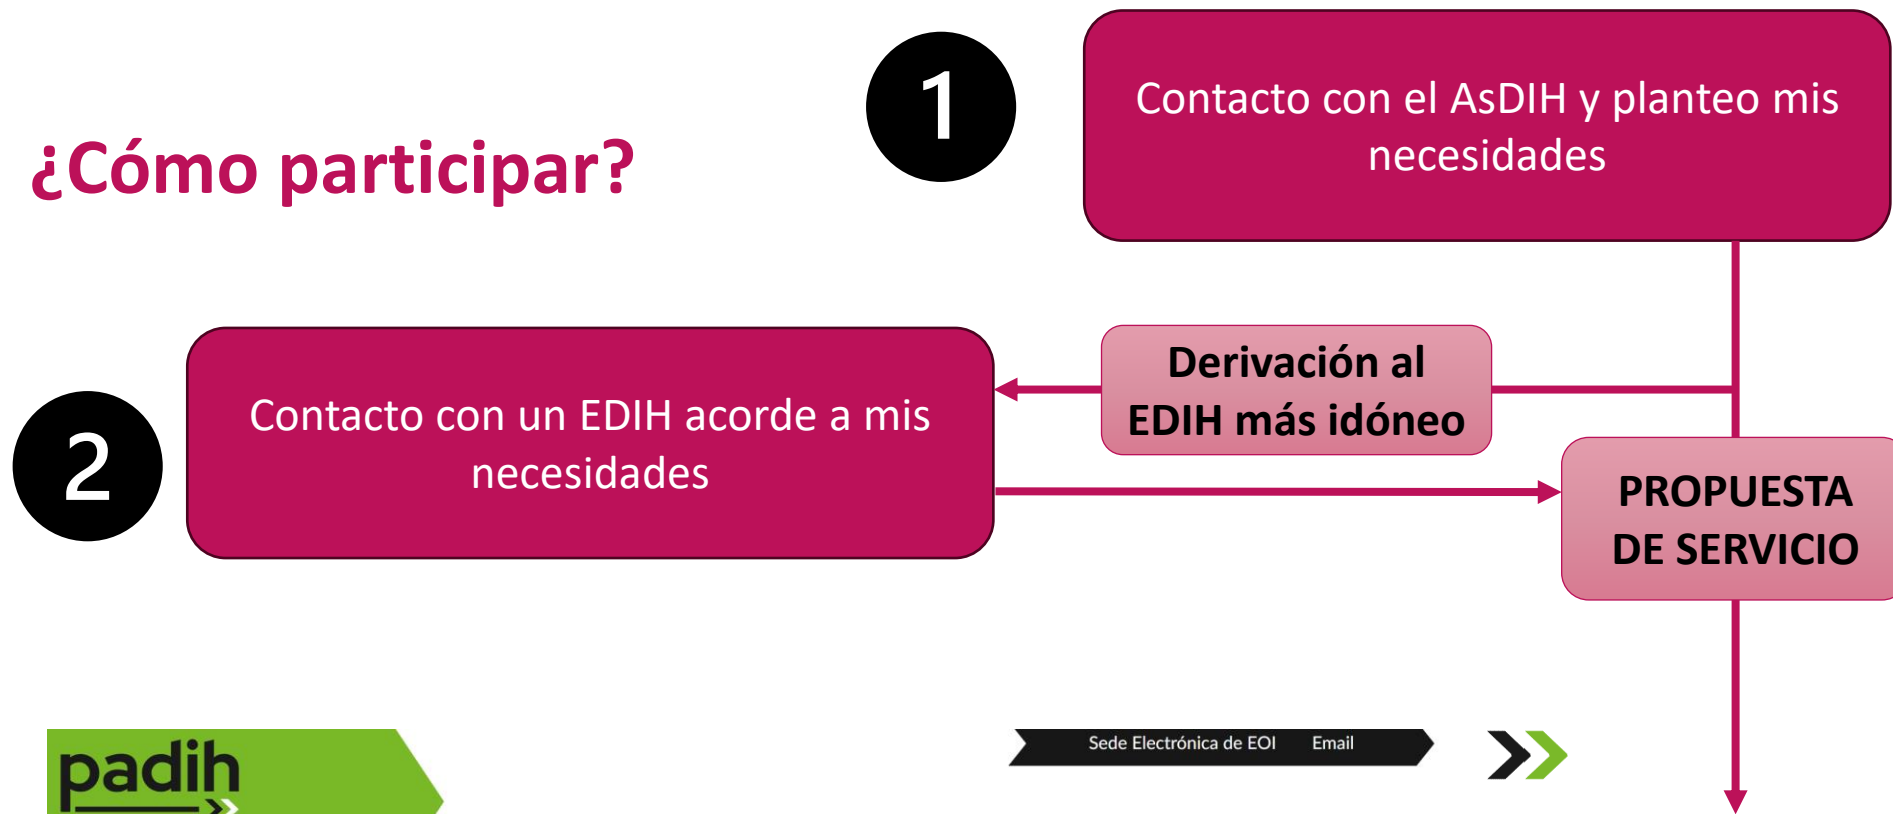 ¿Cómo participar?
1
Contacto con el AsDIH y planteo mis
necesidades
2
Contacto con un EDIH acorde a mis
necesidades
Derivación al
EDIH más idóneo
PROPUESTA
DE SERVICIO
padih
Sede Electrónica de EOI Email